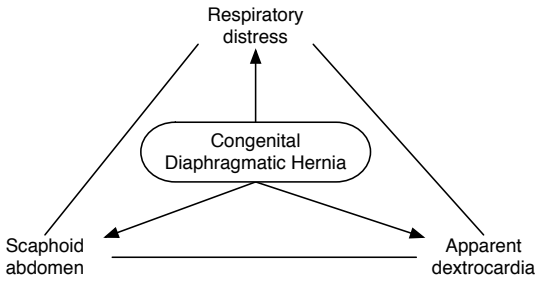 Respiratory
distress
Congenital
Diaphragmatic Hernia
Scaphoid
abdomen
Apparent
dextrocardia